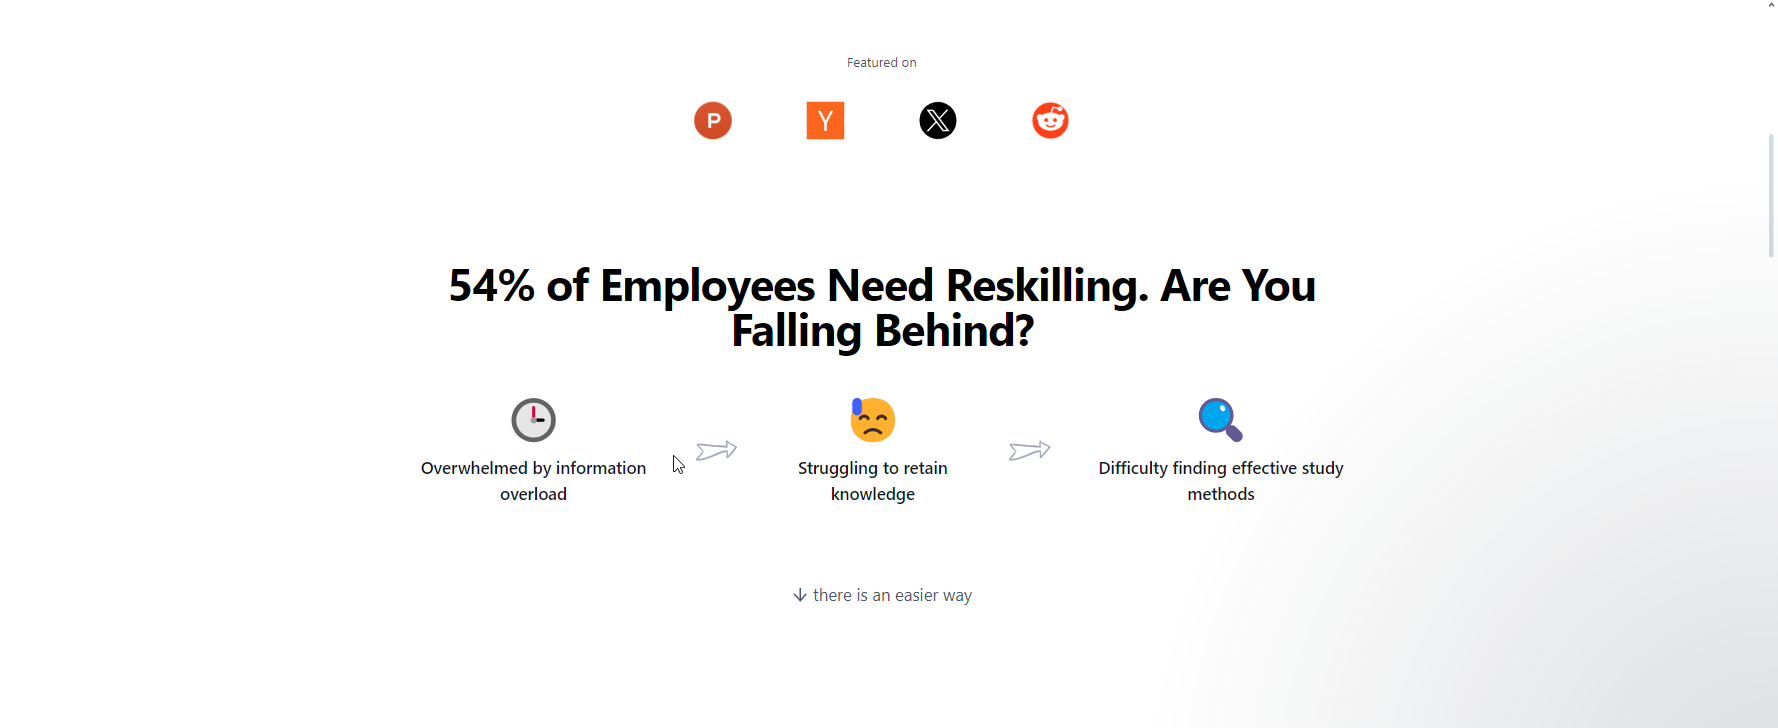 Featured on
P
Y
X
54% of Employees Need Reskilling. Are You
Falling Behind?
Overwhelmed by information
overload
Struggling to retain
knowledge
Difficulty finding effective study
methods
↓ there is an easier way